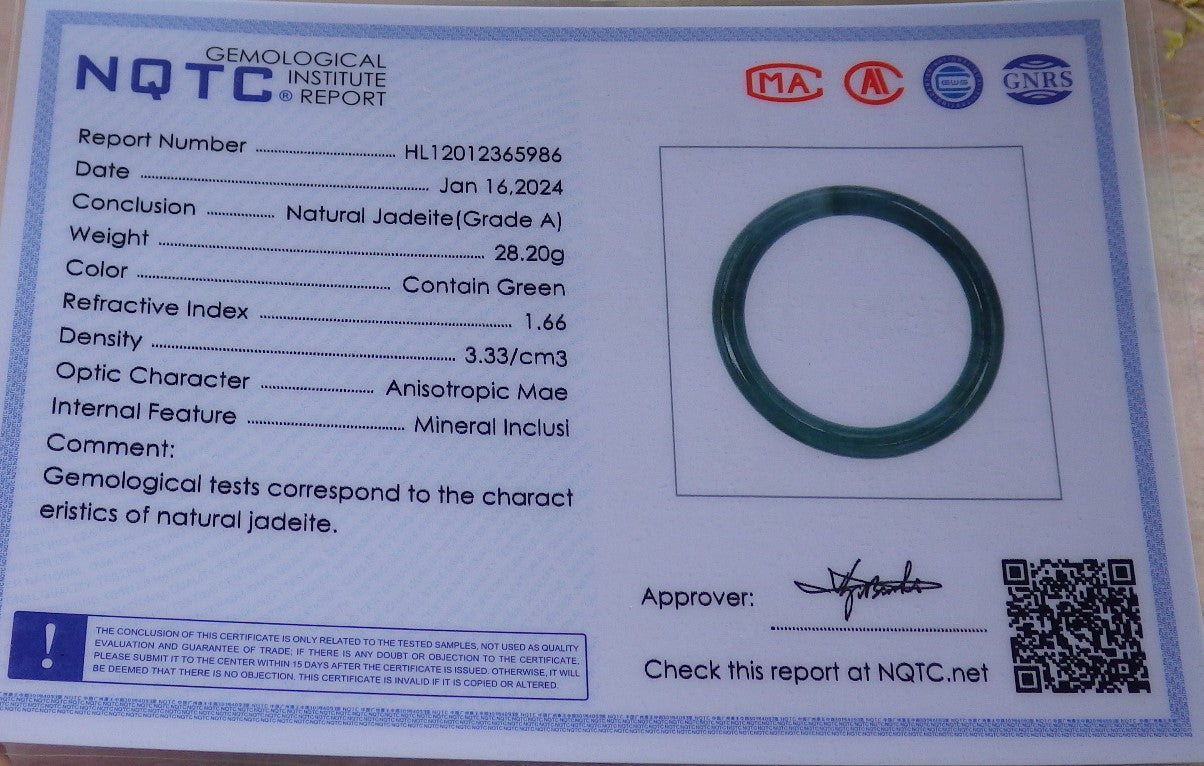 NQTC® GEMOLOGICAL
INSTITUTE
REPORT
MA
AL
GNRS
Report Number ........ HL12012365986
Date ........ Jan 16,2024
Conclusion ........ Natural Jadeite(Grade A)
Weight ........ 28.20g
Color ........ Contain Green
Refractive Index ........ 1.66
Density ........ 3.33/cm3
Optic Character ........ Anisotropic Mae
Internal Feature ........ Mineral Inclusi
Comment:
Gemological tests correspond to the charact
eristics of natural jadeite.
! THE CONCLUSION OF THIS CERTIFICATE IS ONLY RELATED TO THE TESTED SAMPLES, NOT USED AS QUALITY
EVALUATION AND GUARANTEE OF TRADE; IF THERE IS ANY DOUBT OR OBJECTION TO THE CERTIFICATE,
PLEASE SUBMIT IT TO THE CENTER WITHIN 15 DAYS AFTER THE CERTIFICATE IS ISSUED. OTHERWISE, IT WILL
BE DEEMED THAT THERE IS NO OBJECTION. THIS CERTIFICATE IS INVALID IF IT IS COPIED OR ALTERED.
Approver:
Check this report at NQTC.net